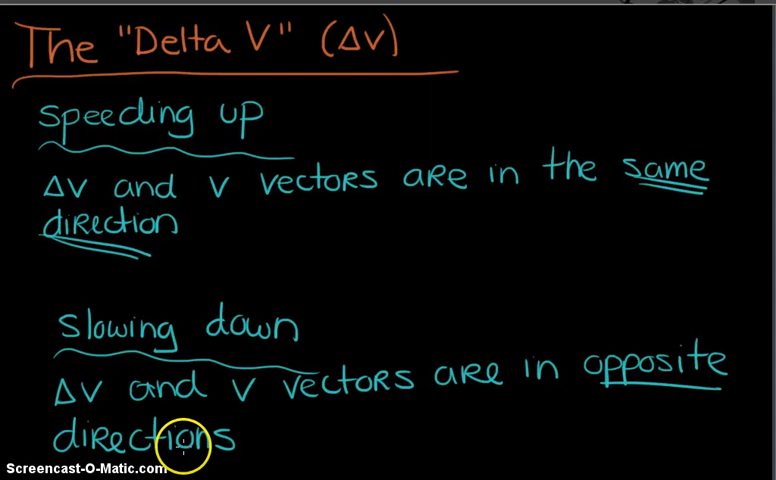 The "Delta V" (ΔV)
Speeding up
ΔV and V vectors are in the same
direction
Slowing down
ΔV and V vectors are in opposite
directions
Screencast-O-Matic.com